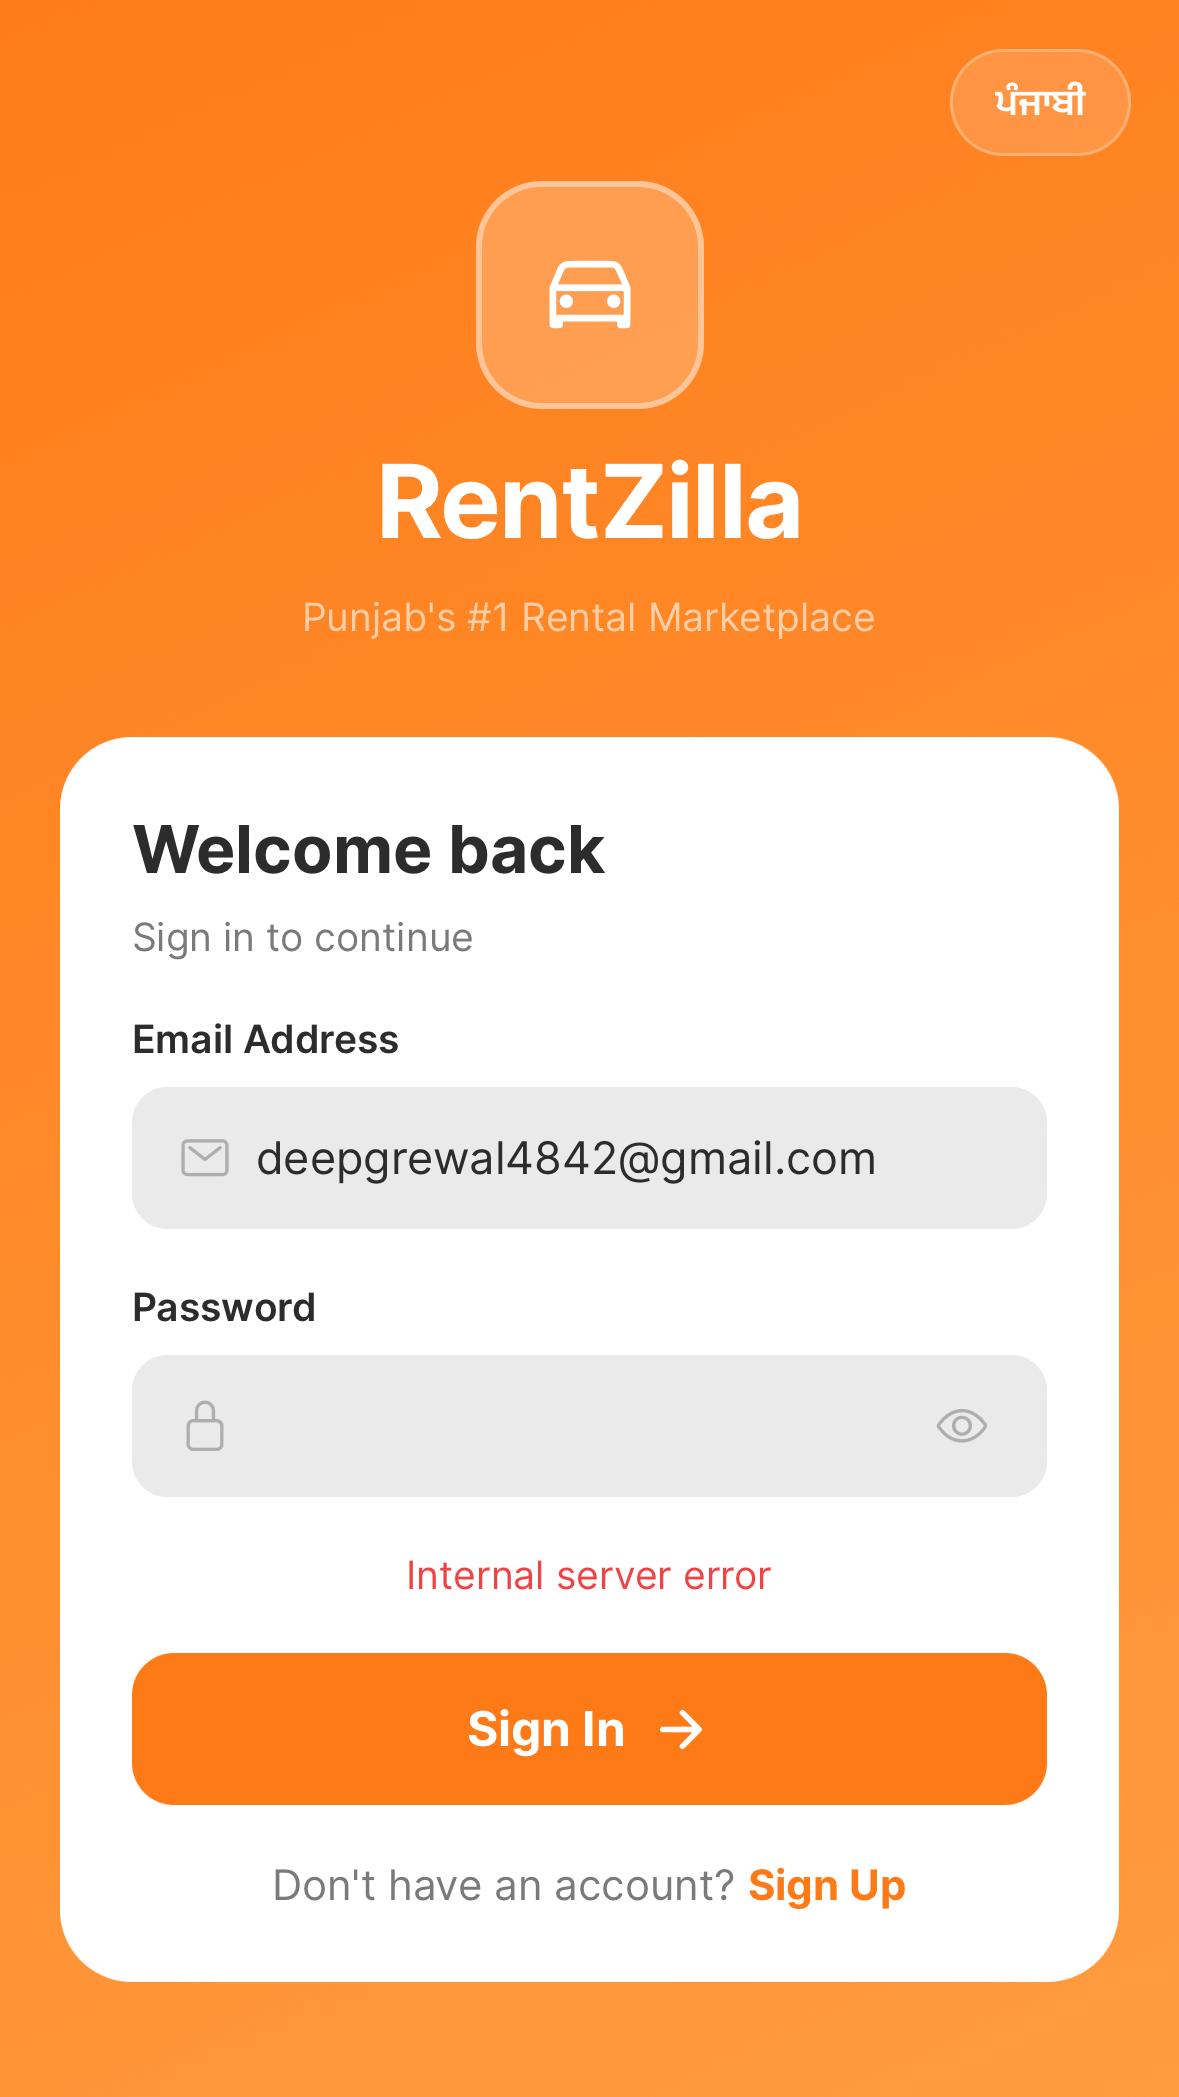 ਪੰਜਾਬੀ
RentZilla
Punjab's #1 Rental Marketplace
Welcome back
Sign in to continue
Email Address
deepgrewal4842@gmail.com
Password
Internal server error
Sign In →
Don't have an account? Sign Up